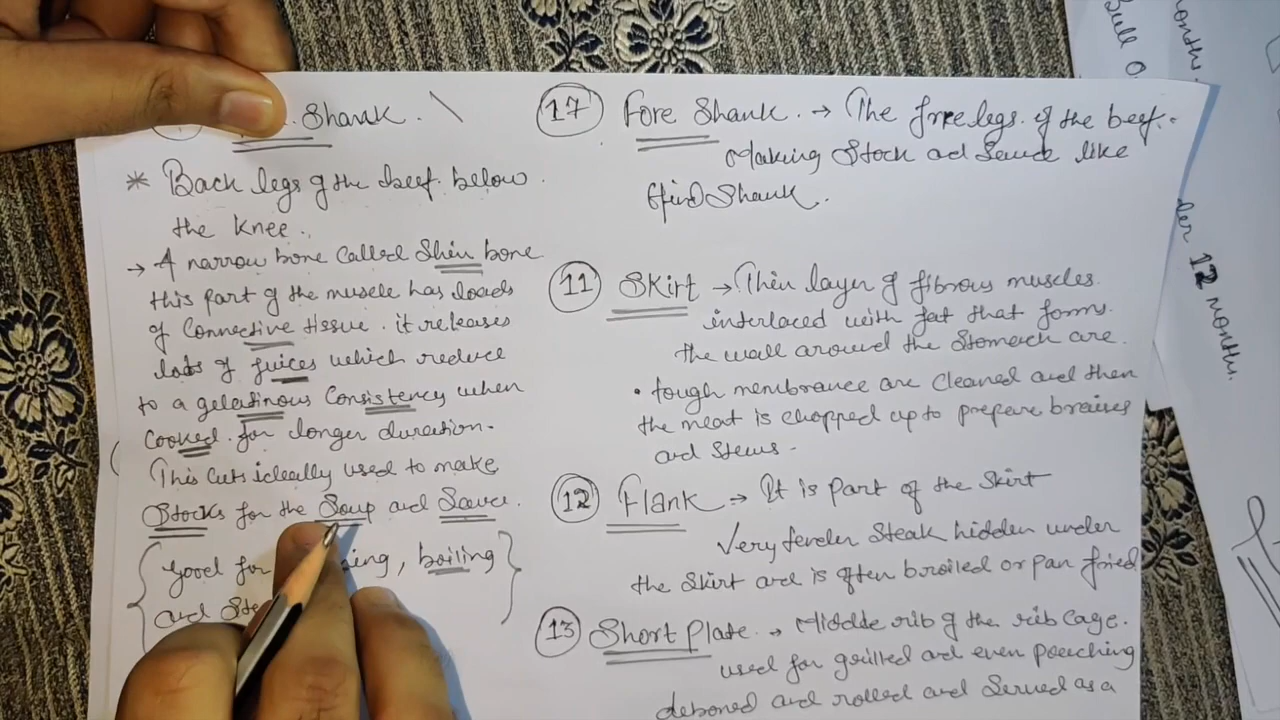 Shank.
* Back legs of the beef below
the knee.
→ A narrow bone called Shin bone
this part of the muscle has loads
of Connective tissue. it releases
lots of juices which reduce
to a gelatinous Consistency when
Cooked for longer duration.
This cuts ideally used to make
Stocks for the Soup and Sauce.
Good for boiling
and
17 Fore Shank. → The fore legs of the beef.
Making Stock ad Sauce like
Hind Shank.
11 Skirt → Thin layer of fibrous muscles
interlaced with fat that forms
the wall around the Stomach are
• tough membrance are cleaned and then
the meat is chopped up to prepare braises
and Stews.
12 Flank → It is part of the Skirt
Very tender Steak hidden under
the Skirt and is often broiled or pan fried
13 Short Plate → Middle rib of the rib cage.
used for grilled and even poaching
deboned and rolled and Served as a
Bull
months.
12 months.